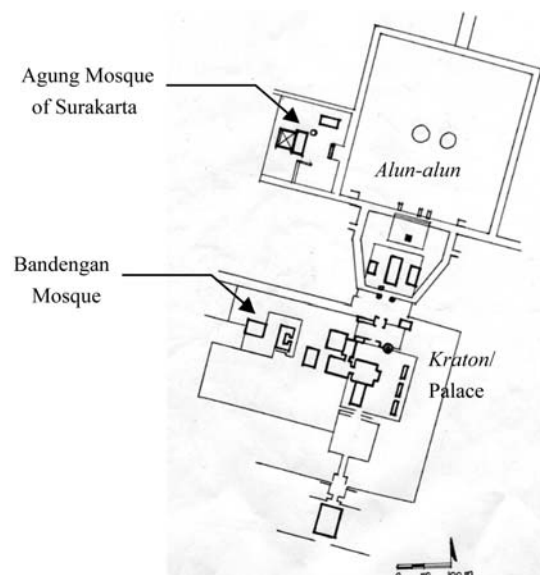 Agung Mosque
of Surakarta
Alun-alun
Bandengan
Mosque
Kraton/
Palace